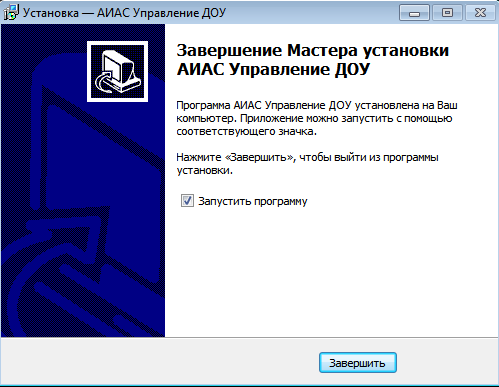 Установка — АИАС Управление ДОУ
Завершение Мастера установки
АИАС Управление ДОУ
Программа АИАС Управление ДОУ установлена на Ваш
компьютер. Приложение можно запустить с помощью
соответствующего значка.
Нажмите «Завершить», чтобы выйти из программы
установки.
Запустить программу
Завершить